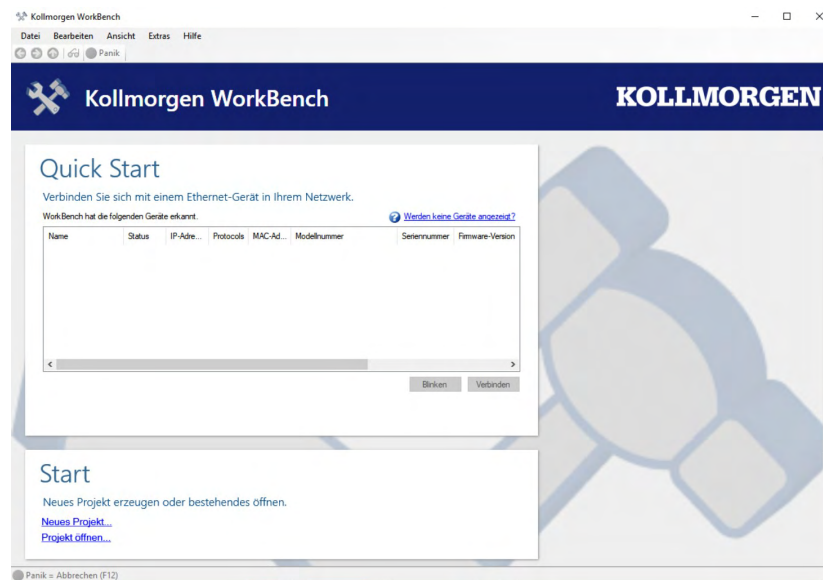 Kollmorgen WorkBench
Datei Bearbeiten Ansicht Extras Hilfe
Panik
Kollmorgen WorkBench
KOLLMORGEN
Quick Start
Verbinden Sie sich mit einem Ethernet-Gerät in Ihrem Netzwerk.
WorkBench hat die folgenden Geräte erkannt. Werden keine Geräte angezeigt?
Name Status IP-Adre... Protocols MAC-Ad... Modellnummer Seriennummer Firmware-Version
Blinken Verbinden
Start
Neues Projekt erzeugen oder bestehendes öffnen.
Neues Projekt...
Projekt öffnen...
Panik = Abbrechen (F12)